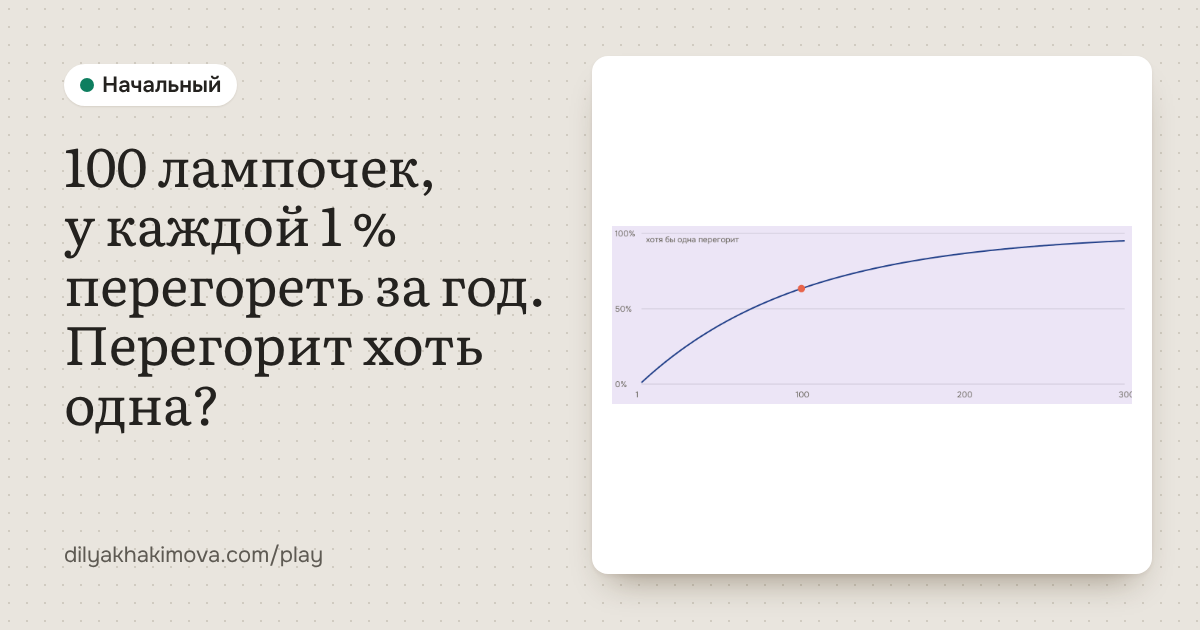 Начальный
100 лампочек,
у каждой 1 %
перегореть за год.
Перегорит хоть
одна?
dilyakhakimova.com/play
100%
хотя бы одна перегорит
50%
0%
1
100
200
300